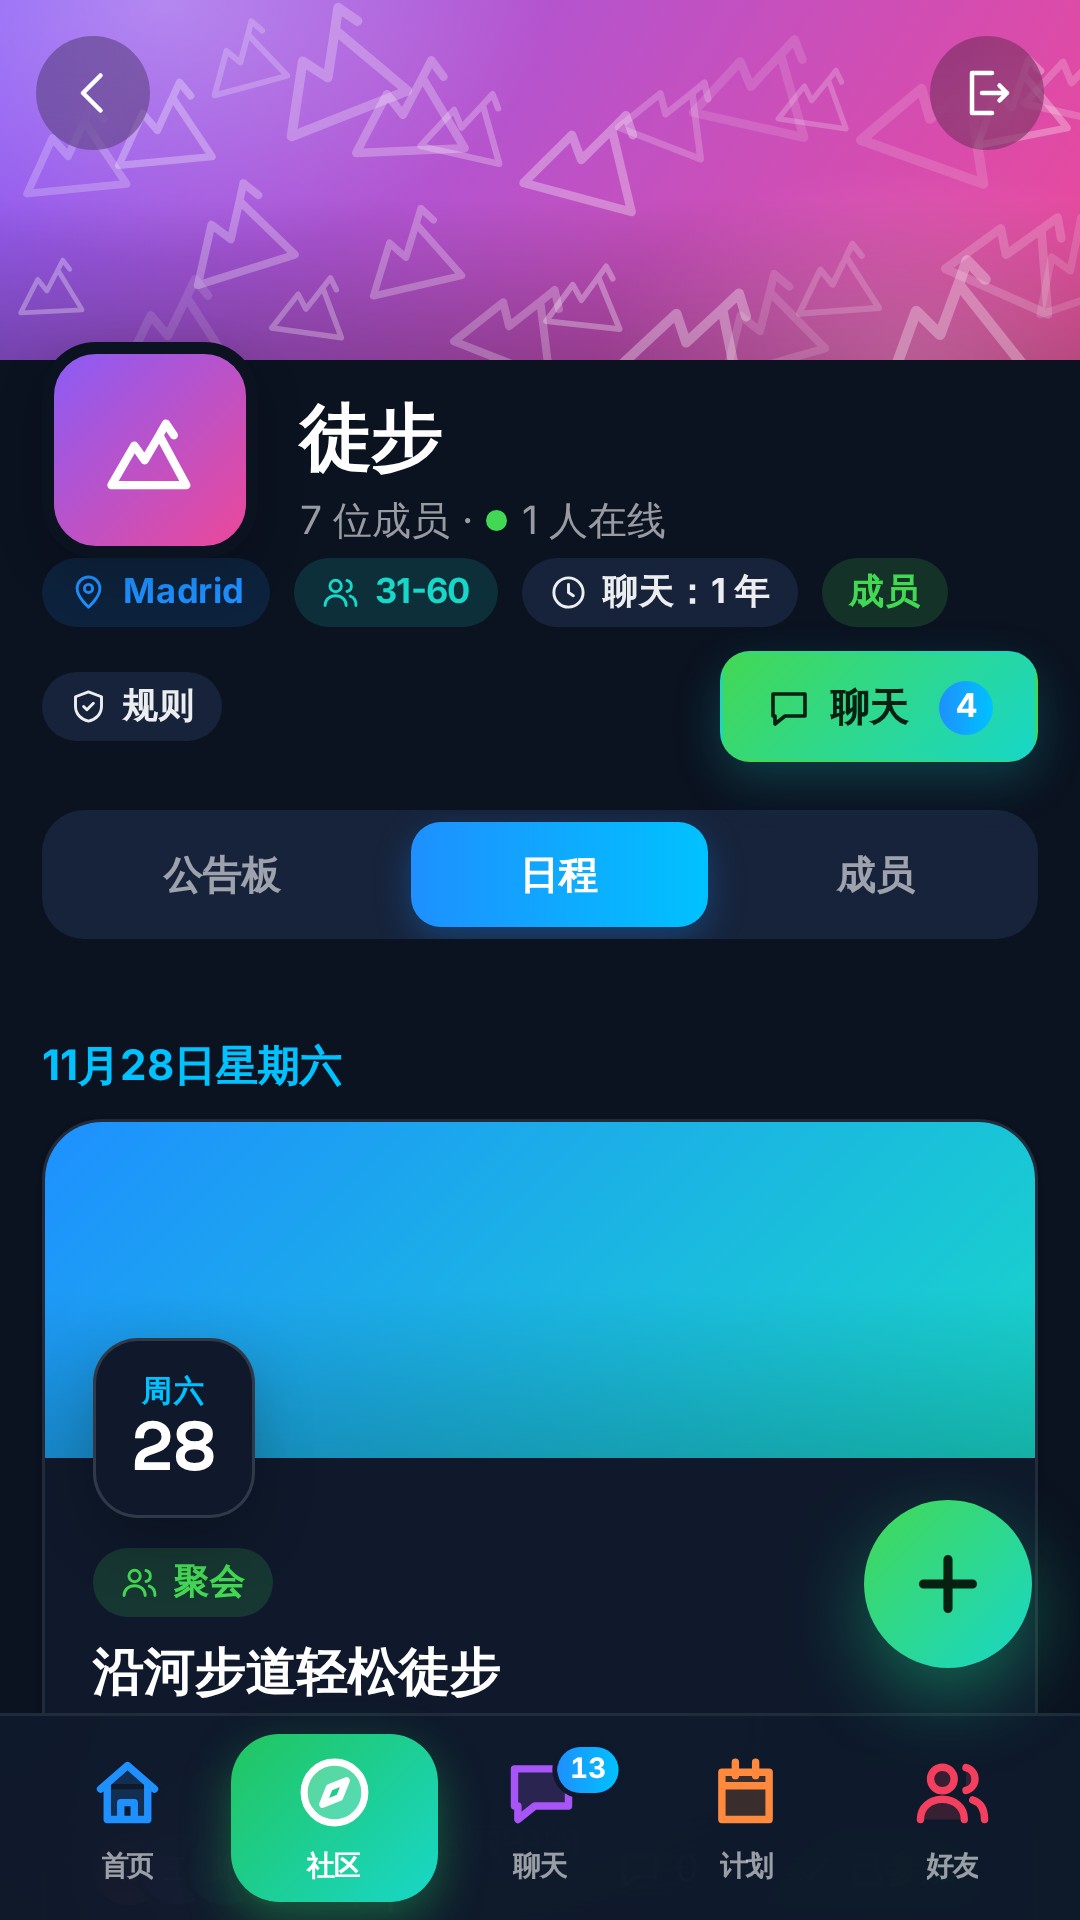 徒步
7 位成员 · 1 人在线
Madrid
31-60
聊天：1 年
成员
规则
聊天 4
公告板
日程
成员
11月28日星期六
周六
28
聚会
沿河步道轻松徒步
13
首页
社区
聊天
计划
好友